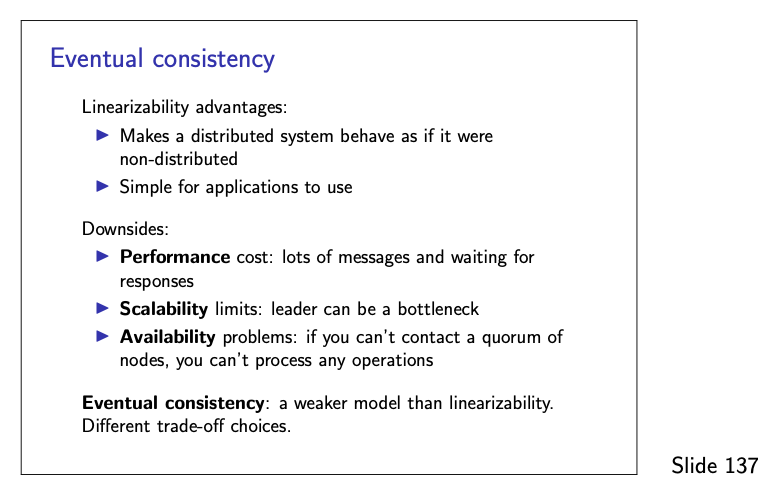 Eventual consistency
Linearizability advantages:
▶ Makes a distributed system behave as if it were
non-distributed
▶ Simple for applications to use
Downsides:
▶ Performance cost: lots of messages and waiting for
responses
▶ Scalability limits: leader can be a bottleneck
▶ Availability problems: if you can't contact a quorum of
nodes, you can't process any operations
Eventual consistency: a weaker model than linearizability.
Different trade-off choices.
Slide 137